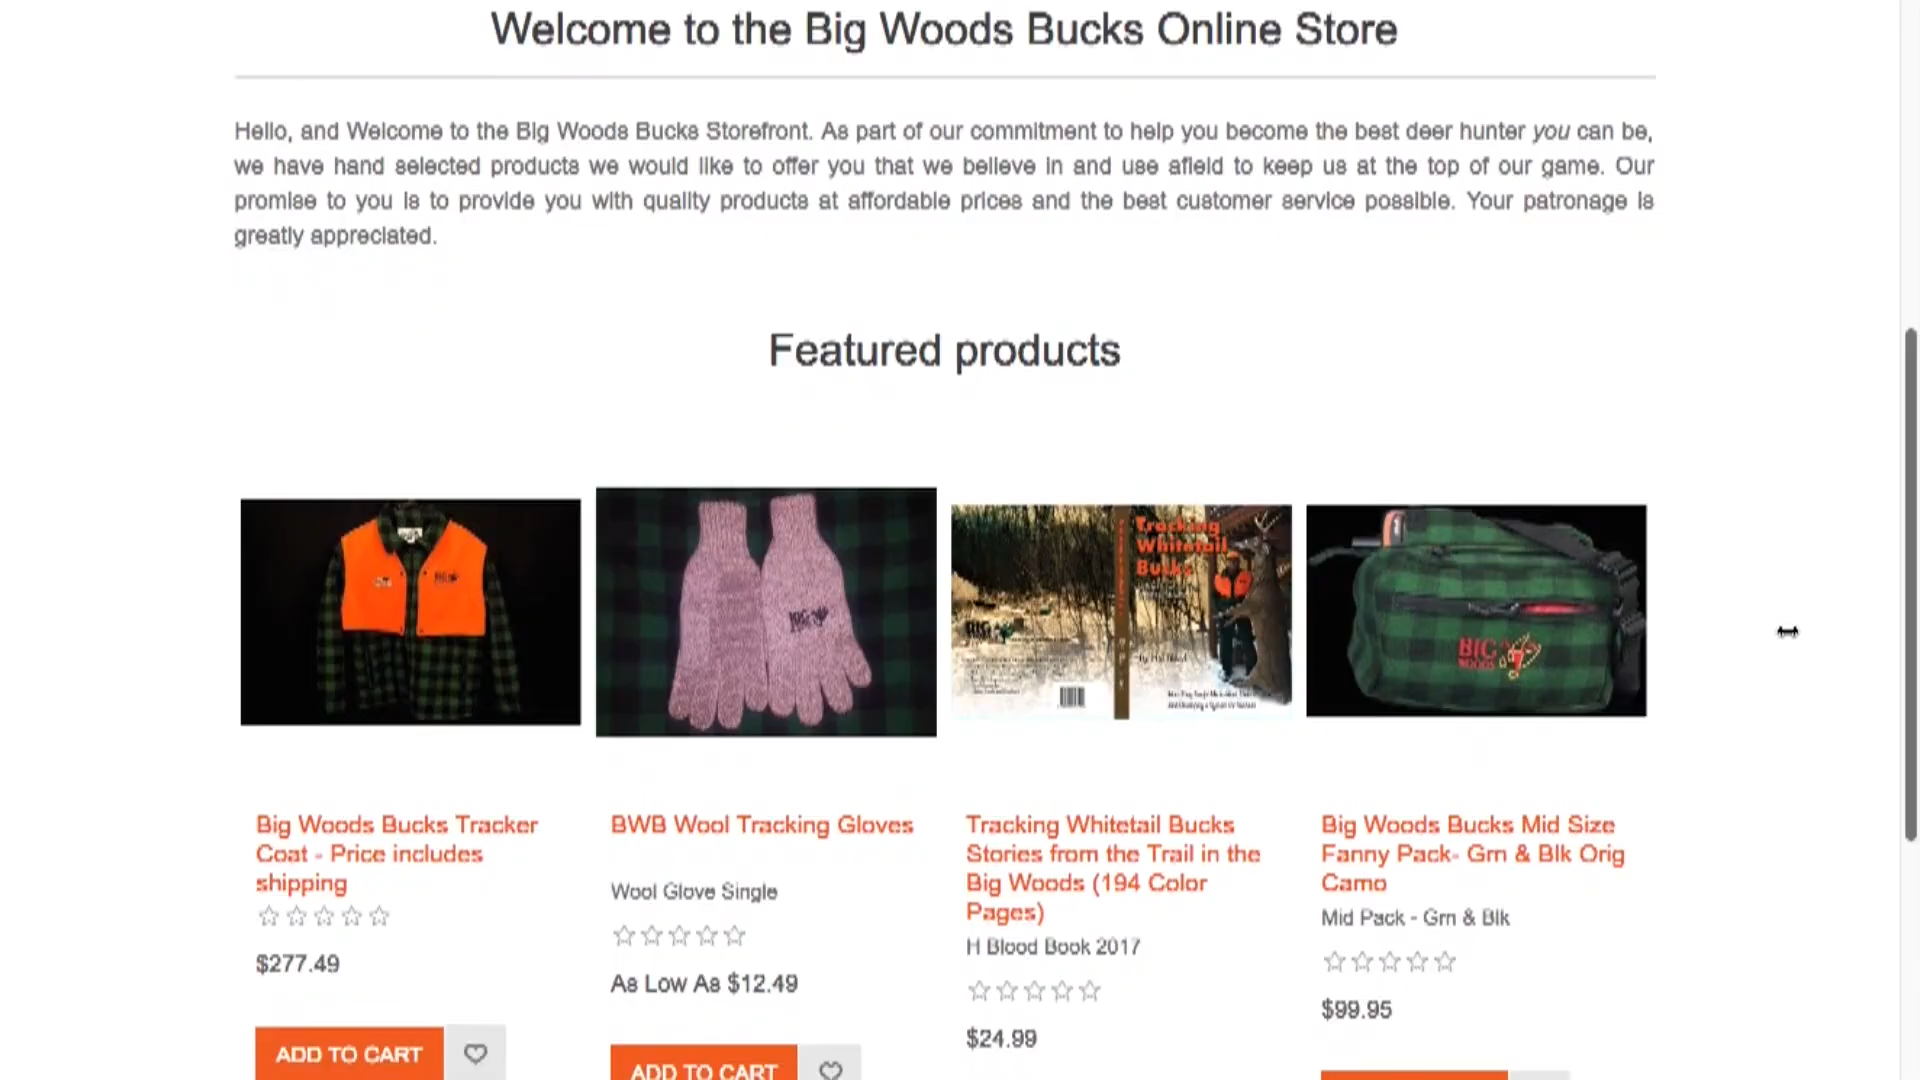 Welcome to the Big Woods Bucks Online Store
Hello, and Welcome to the Big Woods Bucks Storefront. As part of our commitment to help you become the best deer hunter you can be,
we have hand selected products we would like to offer you that we believe in and use afield to keep us at the top of our game. Our
promise to you is to provide you with quality products at affordable prices and the best customer service possible. Your patronage is
greatly appreciated.
Featured products
Tracking
Whitetail
Bucks
BIG
BIG
WOODS
Big Woods Bucks Tracker
Coat - Price includes
shipping
$277.49
ADD TO CART
BWB Wool Tracking Gloves
Wool Glove Single
As Low As $12.49
ADD TO CART
Tracking Whitetail Bucks
Stories from the Trail in the
Big Woods (194 Color
Pages)
H Blood Book 2017
$24.99
Big Woods Bucks Mid Size
Fanny Pack- Grn & Blk Orig
Camo
Mid Pack - Grn & Blk
$99.95